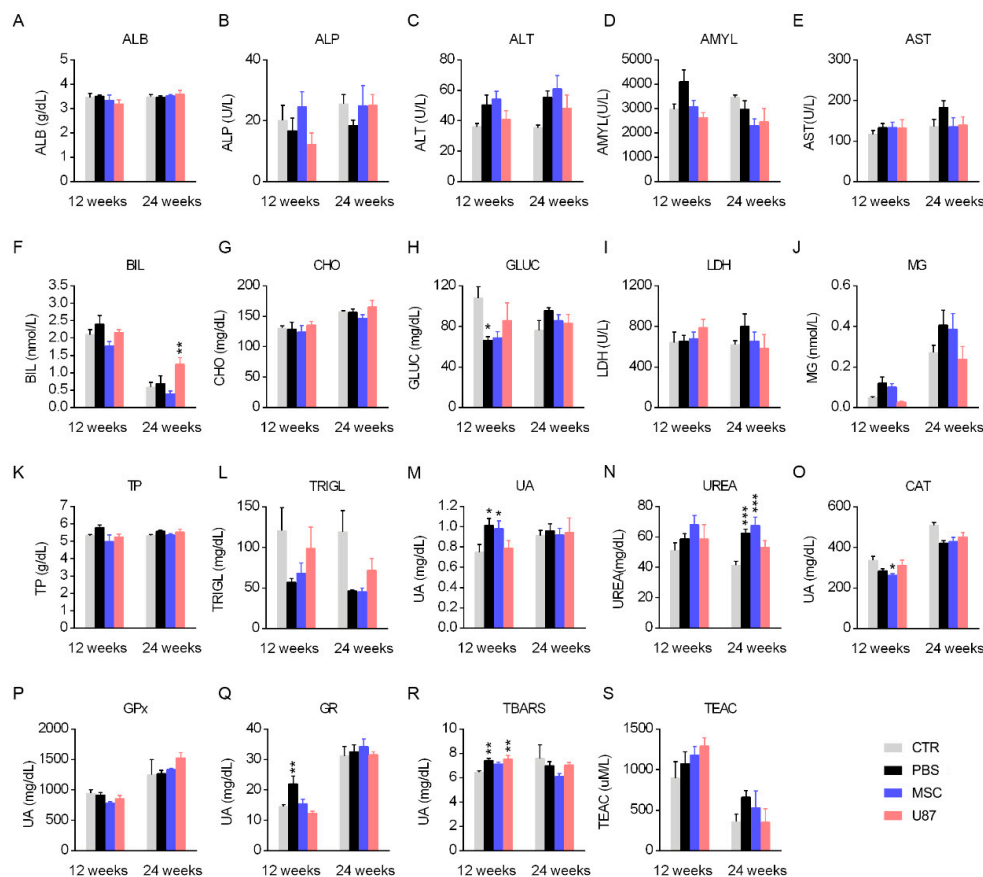 A
ALB
ALB (g/dL)
5
4
3
2
1
0
12 weeks
24 weeks
B
ALP
ALP (U/L)
40
20
0
12 weeks
24 weeks
C
ALT
ALT (U/L)
80
60
40
20
0
12 weeks
24 weeks
D
AMYL
AMYL(U/L)
5000
4000
3000
2000
1000
0
12 weeks
24 weeks
E
AST
AST(U/L)
300
200
100
0
12 weeks
24 weeks
F
BIL
BIL (nmol/L)
3.0
2.5
2.0
1.5
1.0
0.5
0.0
**
12 weeks
24 weeks
G
CHO
CHO (mg/dL)
200
150
100
50
0
12 weeks
24 weeks
H
GLUC
GLUC (mg/dL)
120
80
40
0
*
12 weeks
24 weeks
I
LDH
LDH (U/L)
1200
800
400
0
12 weeks
24 weeks
J
MG
MG (nmol/L)
0.6
0.4
0.2
0.0
12 weeks
24 weeks
K
TP
TP (g/dL)
7
6
5
4
3
2
1
0
12 weeks
24 weeks
L
TRIGL
TRIGL (mg/dL)
150
100
50
0
12 weeks
24 weeks
M
UA
UA (mg/dL)
1.4
1.2
1.0
0.8
0.6
0.4
0.2
0.0
*
*
12 weeks
24 weeks
N
UREA
UREA(mg/dL)
80
60
40
20
0
***
***
12 weeks
24 weeks
O
CAT
UA (mg/dL)
600
400
200
0
*
12 weeks
24 weeks
P
GPx
UA (mg/dL)
2000
1500
1000
500
0
12 weeks
24 weeks
Q
GR
UA (mg/dL)
40
30
20
10
0
**
12 weeks
24 weeks
R
TBARS
UA (mg/dL)
10
8
6
4
2
0
**
**
12 weeks
24 weeks
S
TEAC
TEAC (uM/L)
1500
1000
500
0
12 weeks
24 weeks
CTR
PBS
MSC
U87